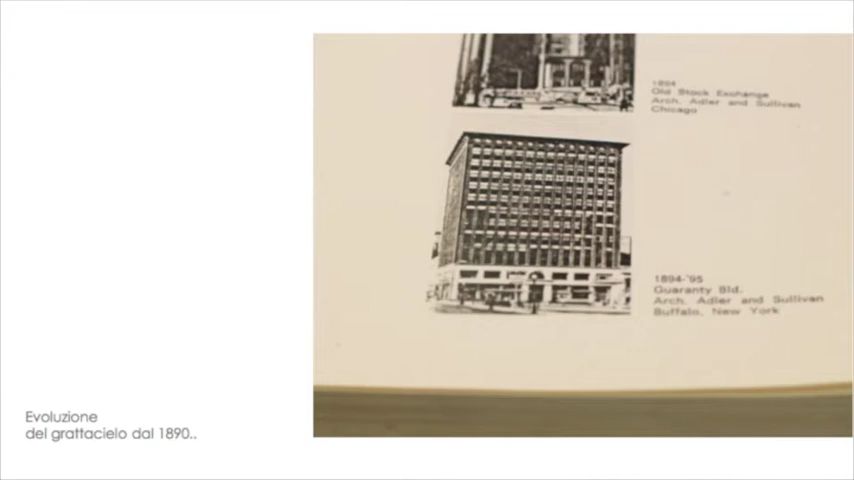 1894
Old Stock Exchange
Arch. Adler and Sullivan
Chicago
1894-'95
Guaranty Bld.
Arch. Adler and Sullivan
Buffalo, New York
Evoluzione
del grattacielo dal 1890..